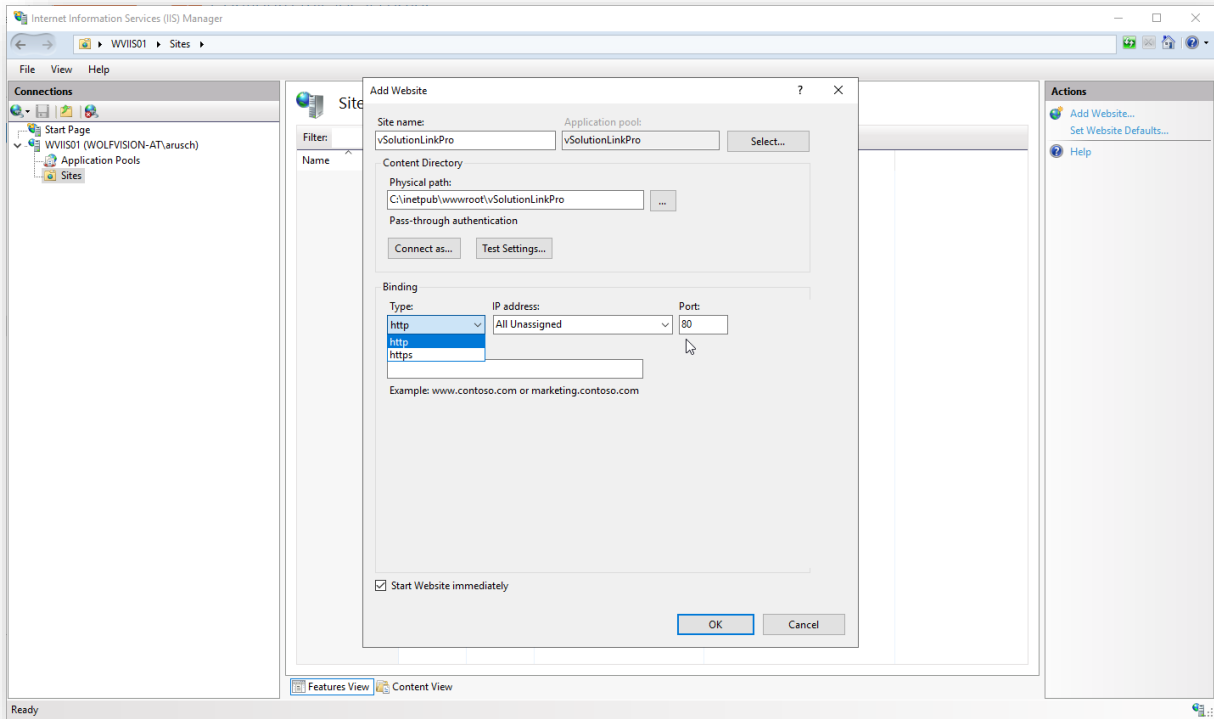 Internet Information Services (IIS) Manager
WVIIS01 Sites
File View Help
Connections
Start Page
WVIIS01 (WOLFVISION-AT\arusch)
Application Pools
Sites
Site
Filter:
Name
Add Website ?
Site name: Application pool:
vSolutionLinkPro vSolutionLinkPro Select...
Content Directory
Physical path:
C:\inetpub\wwwroot\vSolutionLinkPro ...
Pass-through authentication
Connect as... Test Settings...
Binding
Type: IP address: Port:
http All Unassigned 80
http
https
Example: www.contoso.com or marketing.contoso.com
Start Website immediately
OK Cancel
Actions
Add Website...
Set Website Defaults...
Help
Features View Content View
Ready